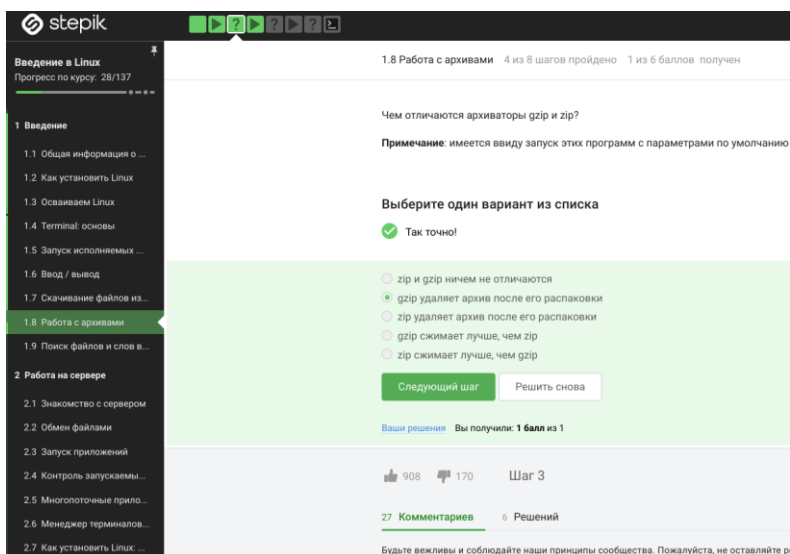 stepik
Введение в Linux
Прогресс по курсу: 28/137
1 Введение
1.1 Общая информация о ...
1.2 Как установить Linux
1.3 Осваиваем Linux
1.4 Terminal: основы
1.5 Запуск исполняемых ...
1.6 Ввод / вывод
1.7 Скачивание файлов из...
1.8 Работа с архивами
1.9 Поиск файлов и слов в...
2 Работа на сервере
2.1 Знакомство с сервером
2.2 Обмен файлами
2.3 Запуск приложений
2.4 Контроль запускаемы...
2.5 Многопоточные прило...
2.6 Менеджер терминалов...
2.7 Как установить Linux: ...
1.8 Работа с архивами 4 из 8 шагов пройдено 1 из 6 баллов получен
Чем отличаются архиваторы gzip и zip?
Примечание: имеется ввиду запуск этих программ с параметрами по умолчанию
Выберите один вариант из списка
Так точно!
zip и gzip ничем не отличаются
gzip удаляет архив после его распаковки
zip удаляет архив после его распаковки
gzip сжимает лучше, чем zip
zip сжимает лучше, чем gzip
Следующий шаг Решить снова
Ваши решения Вы получили: 1 балл из 1
908 170 Шаг 3
27 Комментариев 6 Решений
Будьте вежливы и соблюдайте наши принципы сообщества. Пожалуйста, не оставляйте